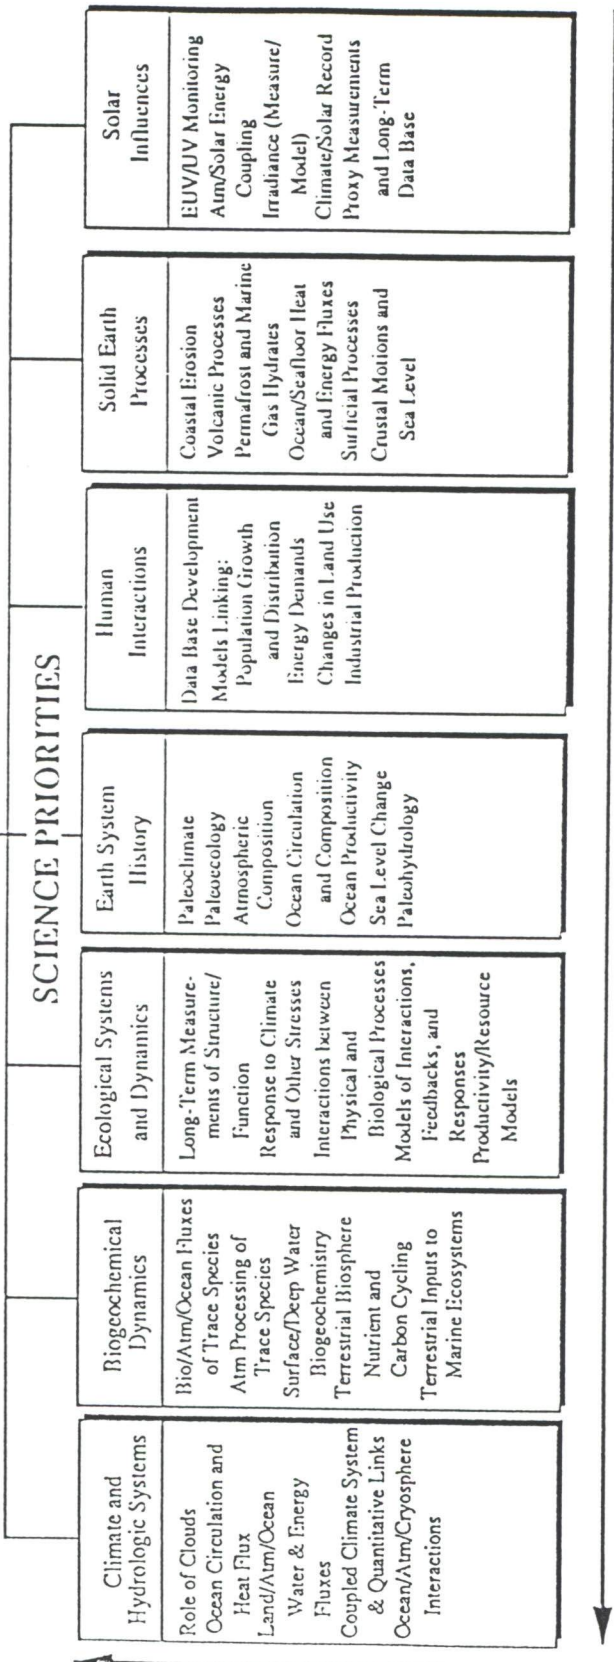 SCIENCE PRIORITIES
Climate and
Hydrologic Systems
Role of Clouds
Ocean Circulation and
Heat Flux
Land/Atm/Ocean
Water & Energy
Fluxes
Coupled Climate System
& Quantitative Links
Ocean/Atm/Cryosphere
Interactions
Biogeochemical
Dynamics
Bio/Atm/Ocean Fluxes
of Trace Species
Atm Processing of
Trace Species
Surface/Deep Water
Biogeochemistry
Terrestrial Biosphere
Nutrient and
Carbon Cycling
Terrestrial Inputs to
Marine Ecosystems
Ecological Systems
and Dynamics
Long-Term Measure-
ments of Structure/
Function
Response to Climate
and Other Stresses
Interactions between
Physical and
Biological Processes
Models of Interactions,
Feedbacks, and
Responses
Productivity/Resource
Models
Earth System
History
Paleoclimate
Paleoecology
Atmospheric
Composition
Ocean Circulation
and Composition
Ocean Productivity
Sea Level Change
Paleohydrology
Human
Interactions
Data Base Development
Models Linking:
Population Growth
and Distribution
Energy Demands
Changes in Land Use
Industrial Production
Solid Earth
Processes
Coastal Erosion
Volcanic Processes
Permafrost and Marine
Gas Hydrates
Ocean/Seafloor Heat
and Energy Fluxes
Surficial Processes
Crustal Motions and
Sea Level
Solar
Influences
EUV/UV Monitoring
Atm/Solar Energy
Coupling
Irradiance (Measure/
Model)
Climate/Solar Record
Proxy Measurements
and Long-Term
Data Base